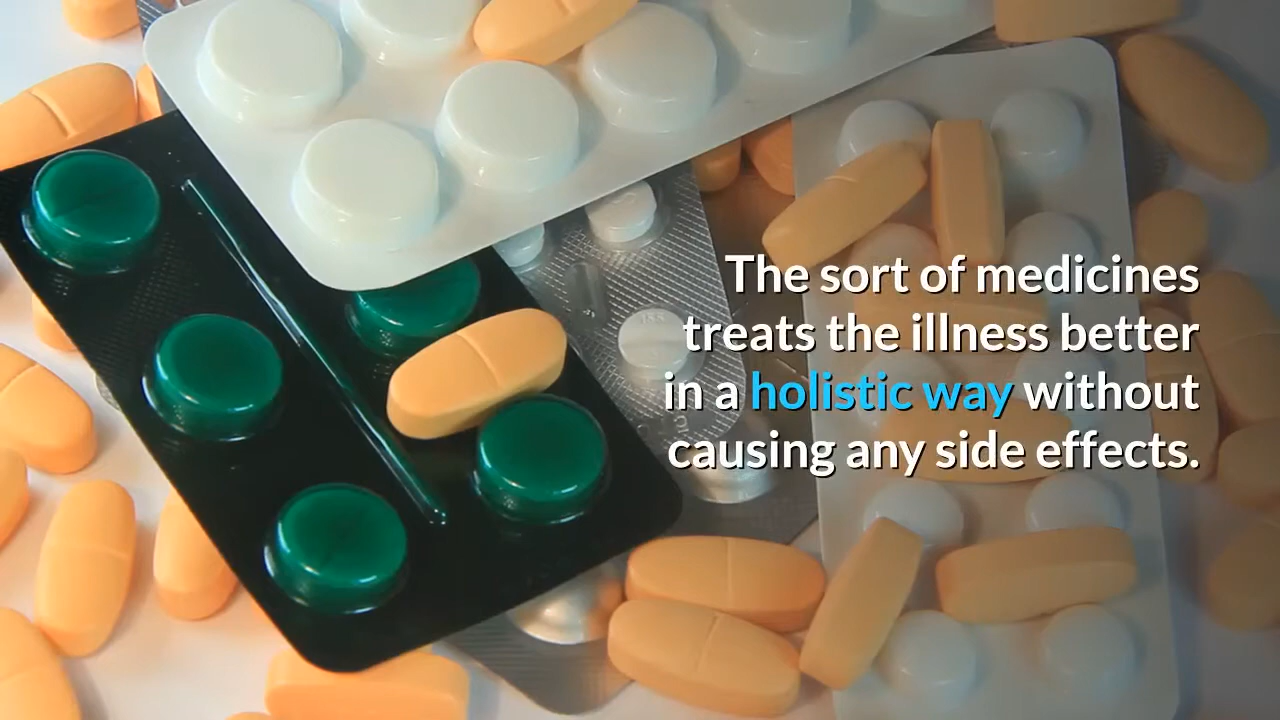 The sort of medicines
treats the illness better
in a holistic way without
causing any side effects.